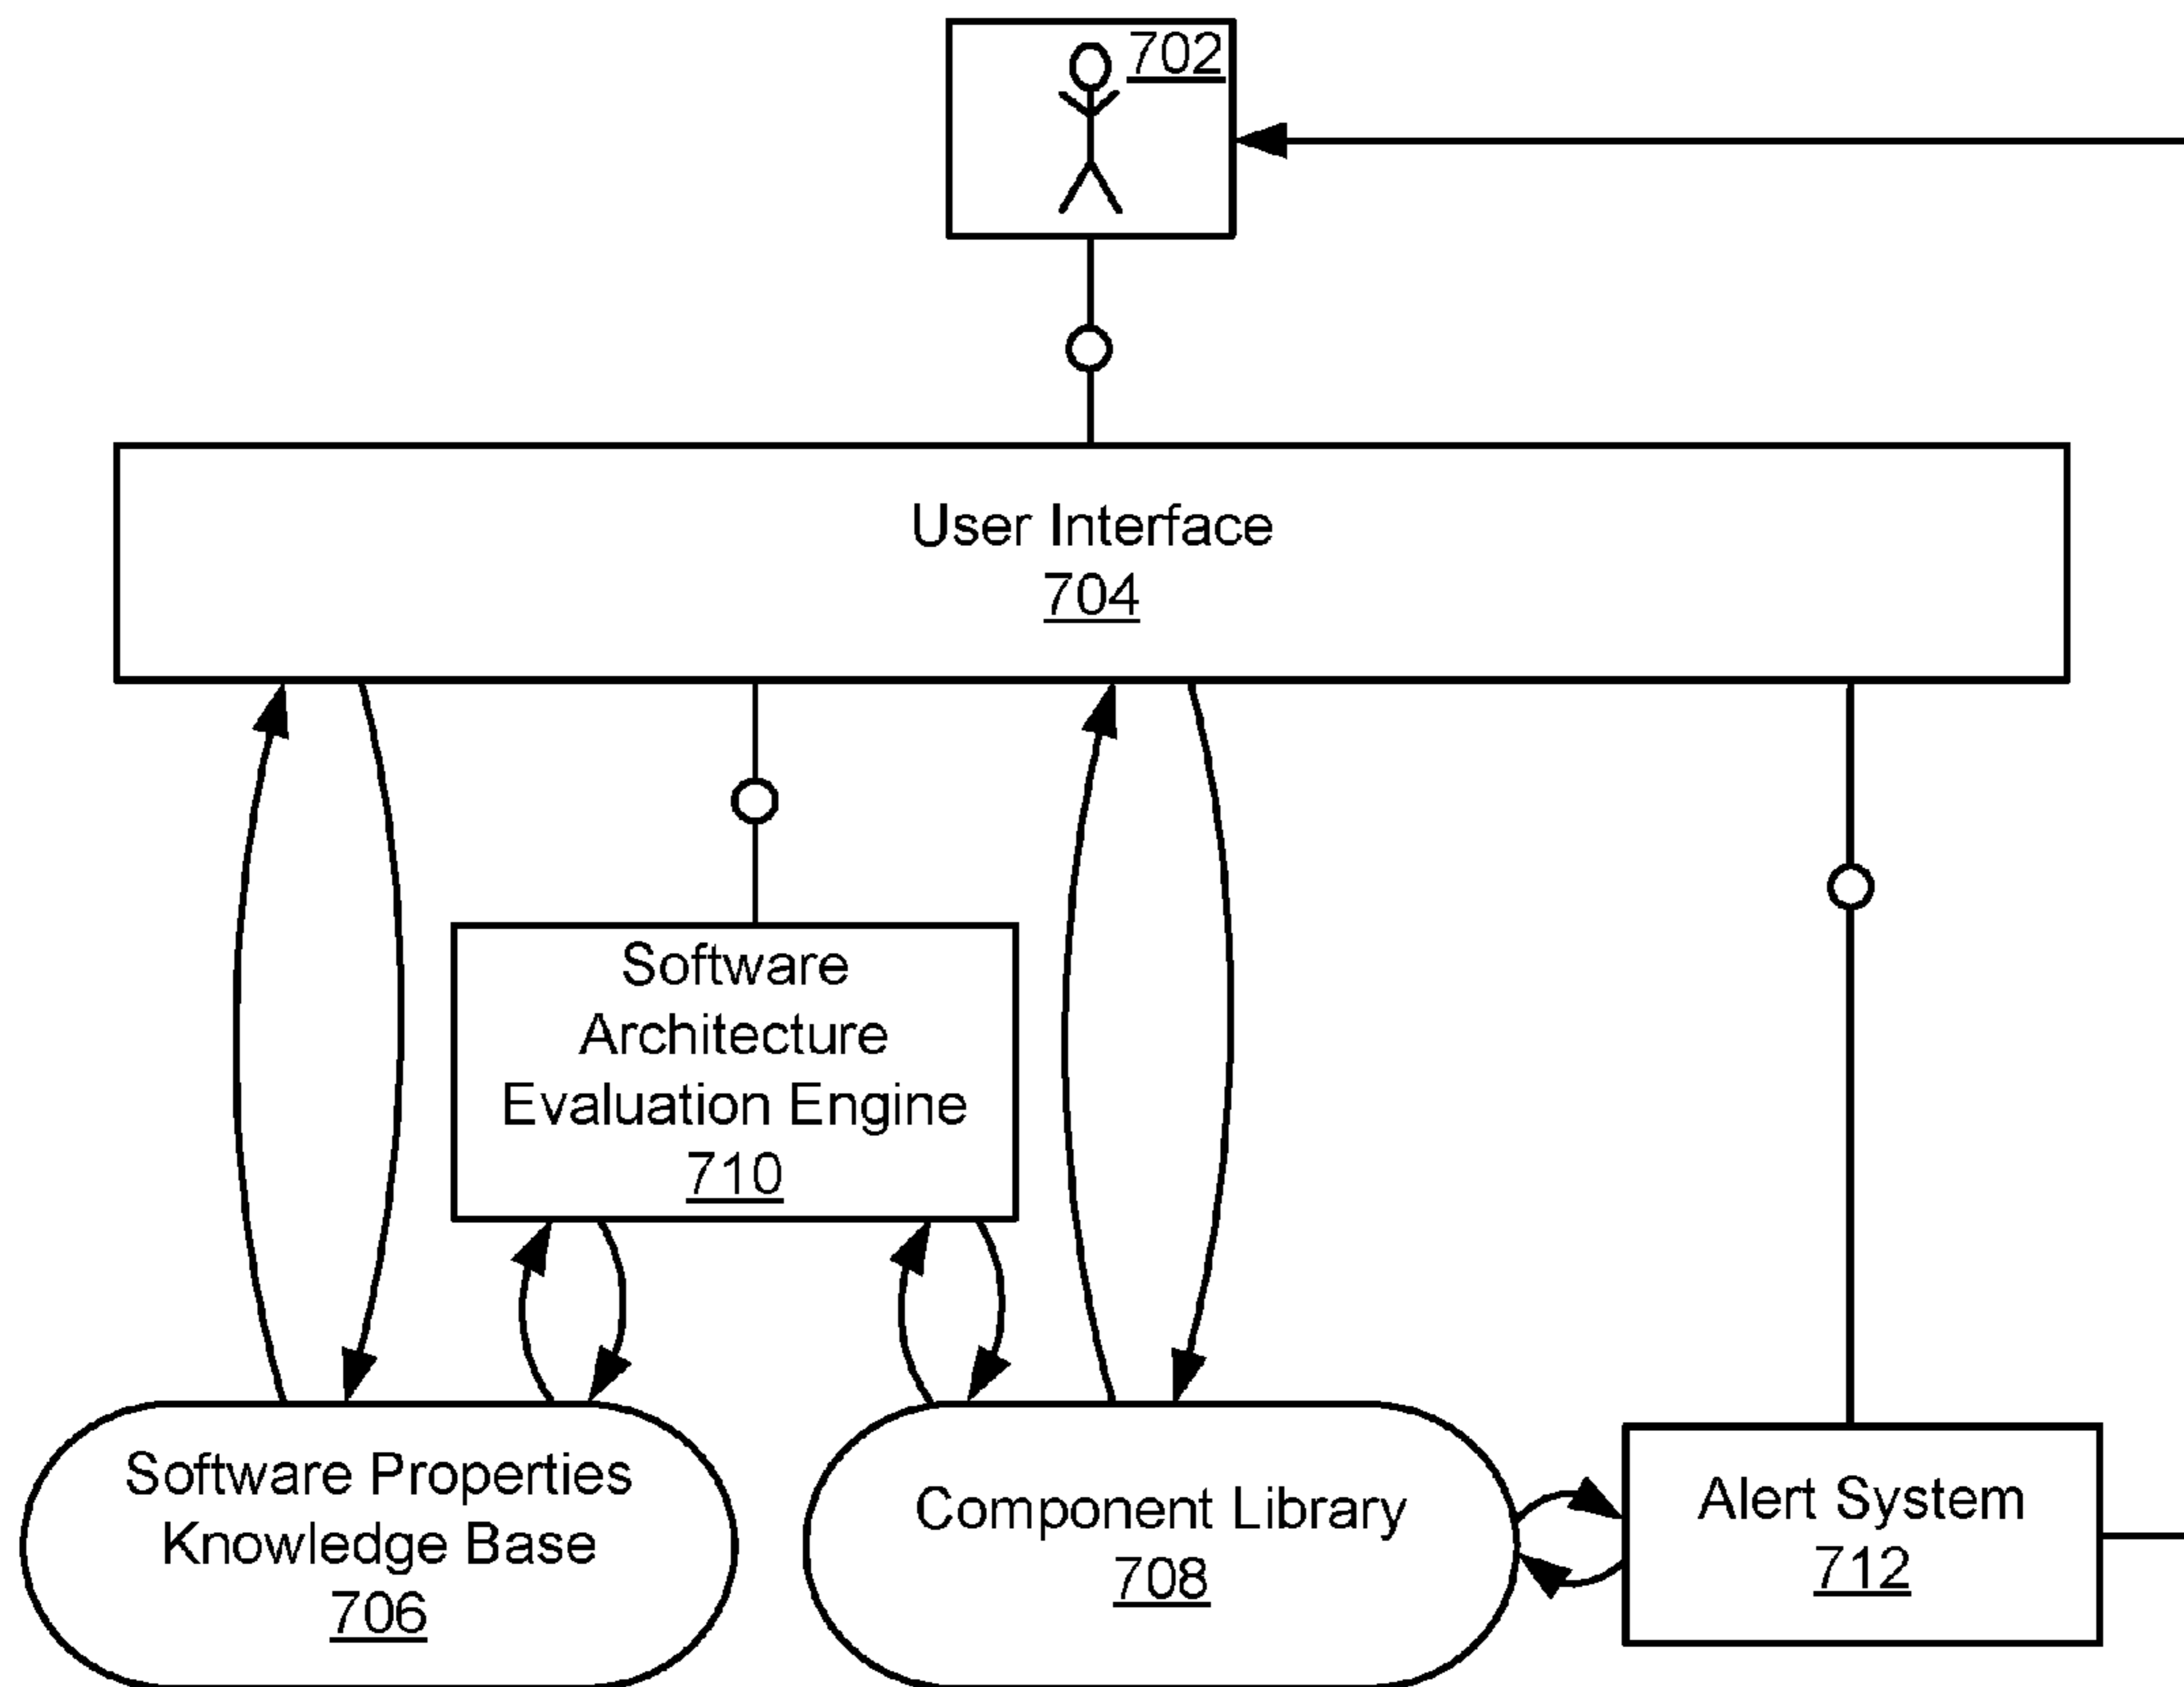 702
User Interface
704
Software
Architecture
Evaluation Engine
710
Software Properties
Knowledge Base
706
Component Library
708
Alert System
712